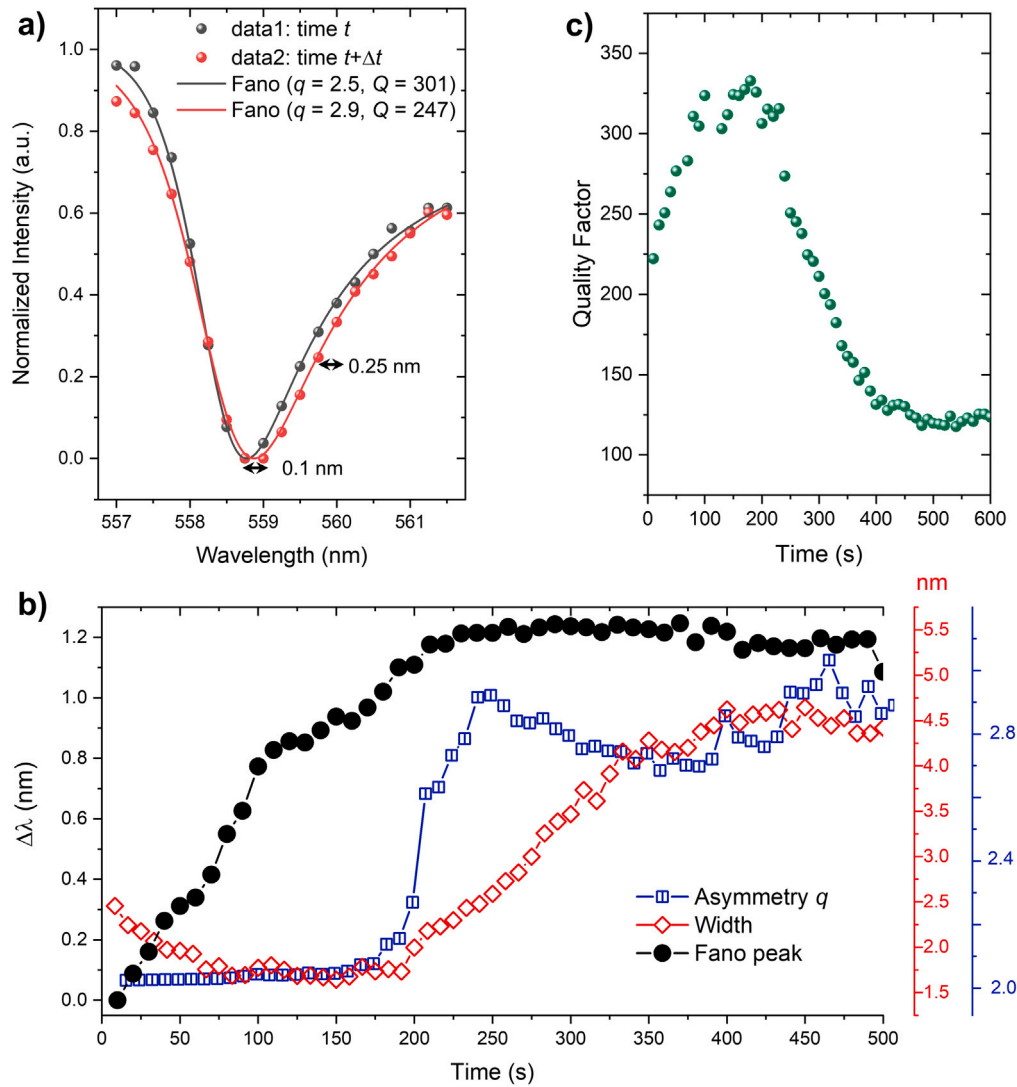 a)
data1: time t
data2: time t+Δt
Fano (q = 2.5, Q = 301)
Fano (q = 2.9, Q = 247)
1.0
0.8
0.6
0.4
0.2
0.0
Normalized Intensity (a.u.)
0.25 nm
0.1 nm
557 558 559 560 561
Wavelength (nm)
c)
350
300
250
200
150
100
Quality Factor
0 100 200 300 400 500 600
Time (s)
b)
1.2
1.0
0.8
0.6
0.4
0.2
0.0
Δλ (nm)
Asymmetry q
Width
Fano peak
0 50 100 150 200 250 300 350 400 450 500
Time (s)
nm
5.5
5.0
4.5
4.0
3.5
3.0
2.5
2.0
1.5
2.8
2.4
2.0